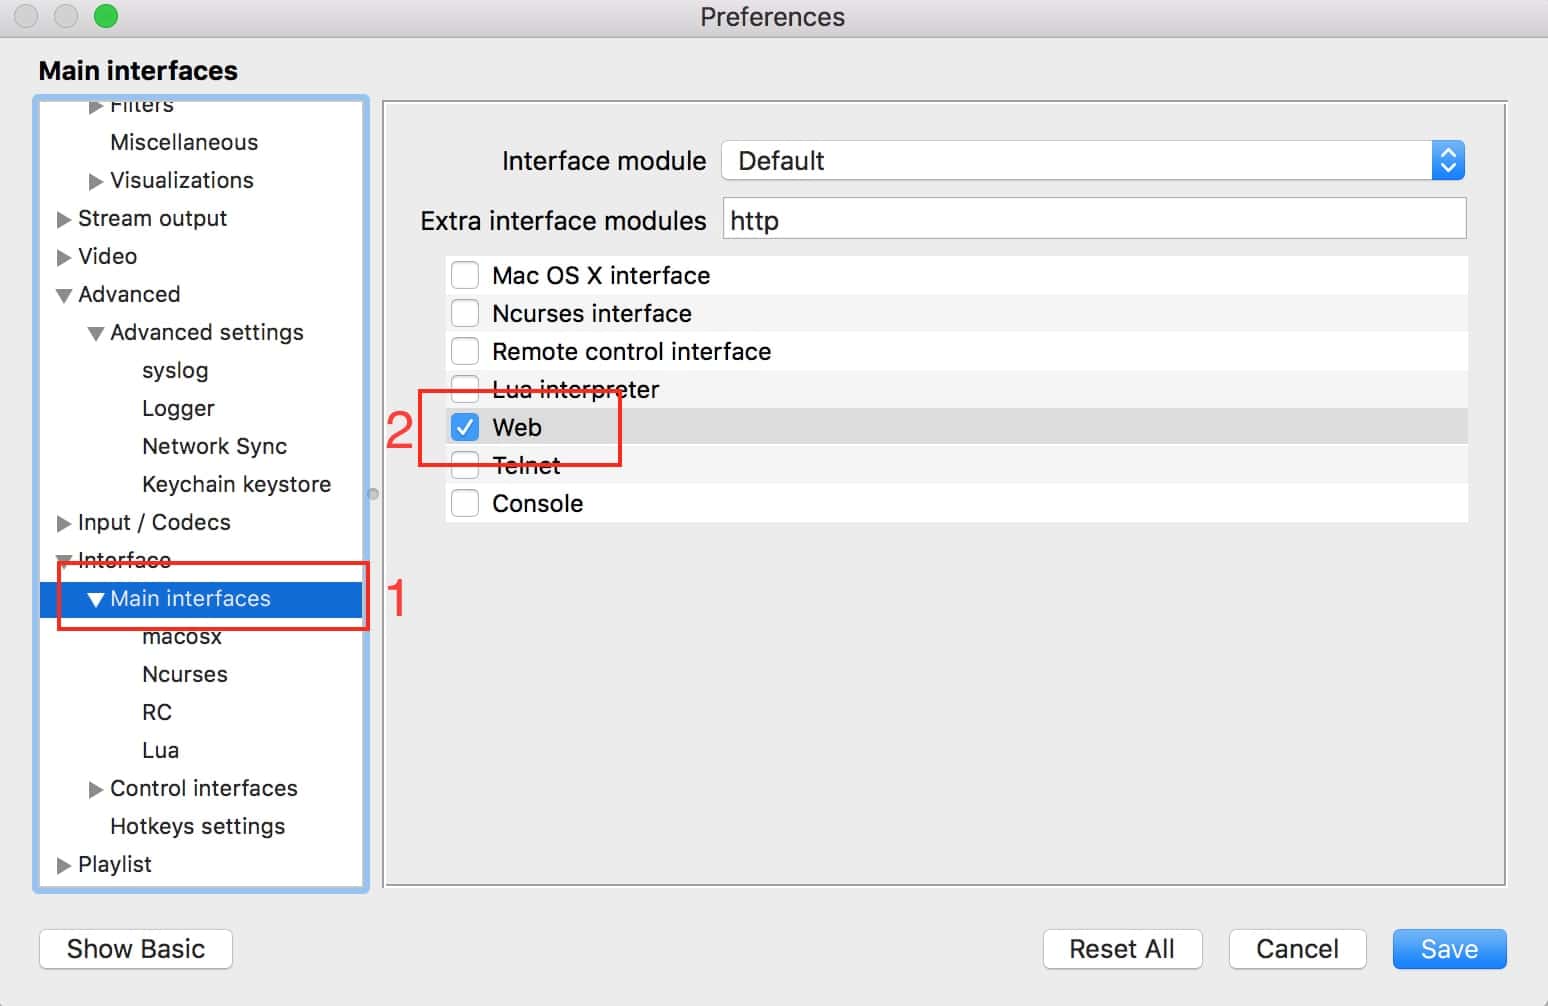 Preferences
Main interfaces
Filters
Miscellaneous
Visualizations
Stream output
Video
Advanced
Advanced settings
syslog
Logger
Network Sync
Keychain keystore
Input / Codecs
Interface
Main interfaces
1
macosx
Ncurses
RC
Lua
Control interfaces
Hotkeys settings
Playlist
Interface module Default
Extra interface modules http
Mac OS X interface
Ncurses interface
Remote control interface
Lua interpreter
2 Web
Telnet
Console
Show Basic Reset All Cancel Save